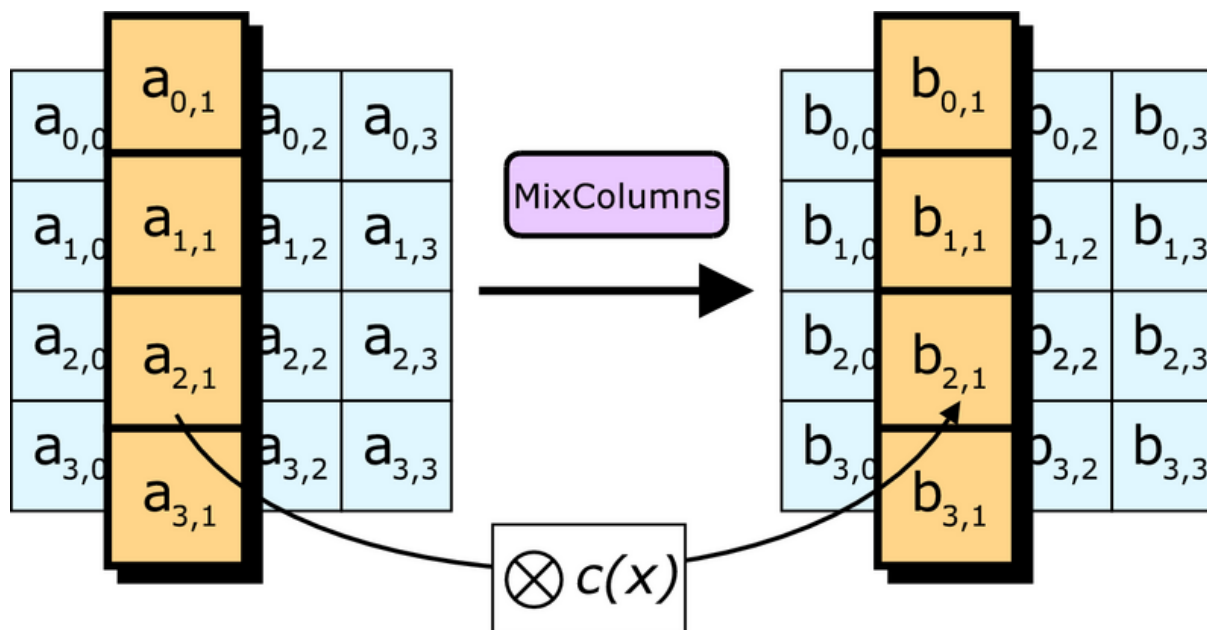 a0,0 a0,1 a0,2 a0,3
a1,0 a1,1 a1,2 a1,3
a2,0 a2,1 a2,2 a2,3
a3,0 a3,1 a3,2 a3,3
MixColumns
b0,0 b0,1 b0,2 b0,3
b1,0 b1,1 b1,2 b1,3
b2,0 b2,1 b2,2 b2,3
b3,0 b3,1 b3,2 b3,3
⊗ c(x)